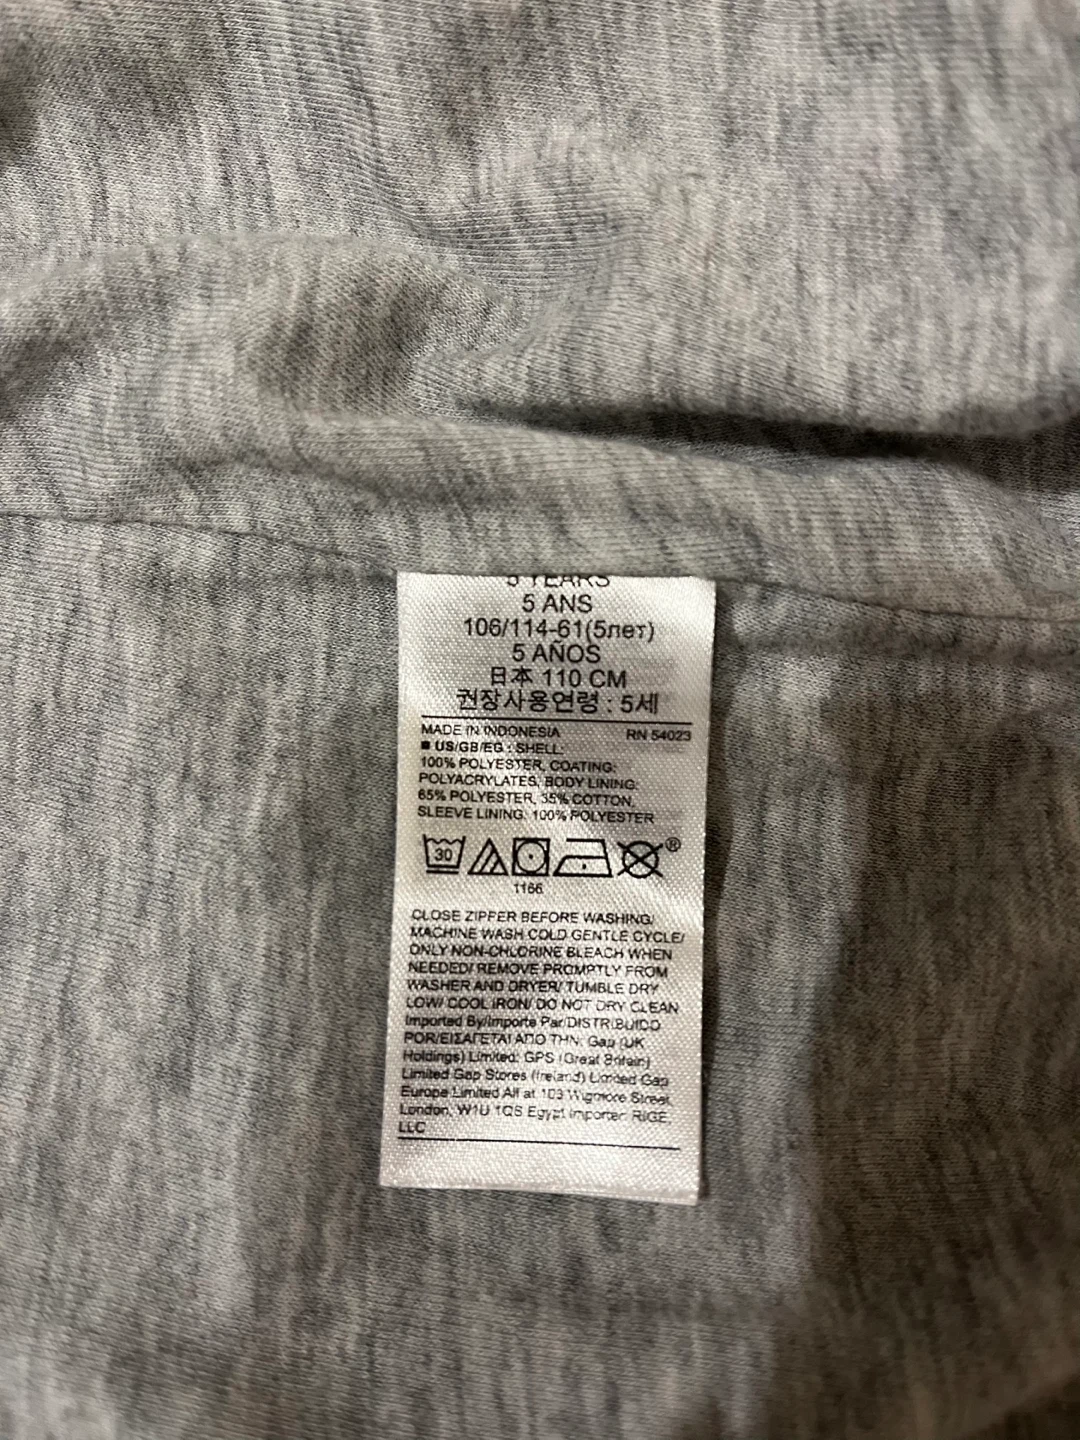 5 YEARS
5 ANS
106/114-61(5лет)
5 AÑOS
日本 110 CM
권장사용연령 : 5세
MADE IN INDONESIA RN 54023
■ US/GB/EG : SHELL:
100% POLYESTER, COATING:
POLYACRYLATES, BODY LINING:
65% POLYESTER, 35% COTTON,
SLEEVE LINING: 100% POLYESTER
30 ®
1166
CLOSE ZIPPER BEFORE WASHING/
MACHINE WASH COLD GENTLE CYCLE/
ONLY NON-CHLORINE BLEACH WHEN
NEEDED/ REMOVE PROMPTLY FROM
WASHER AND DRYER/ TUMBLE DRY
LOW/ COOL IRON/ DO NOT DRY CLEAN
Imported By/Importe Par/DISTRIBUIDO
POR/ΕΙΣΑΓΕΤΑΙ ΑΠΟ ΤΗΝ: Gap (UK
Holdings) Limited: GPS (Great Britain)
Limited Gap Stores (Ireland) Limited Gap
Europe Limited All at 103 Wigmore Street,
London, W1U 1QS Egypt importer: RIGE,
LLC